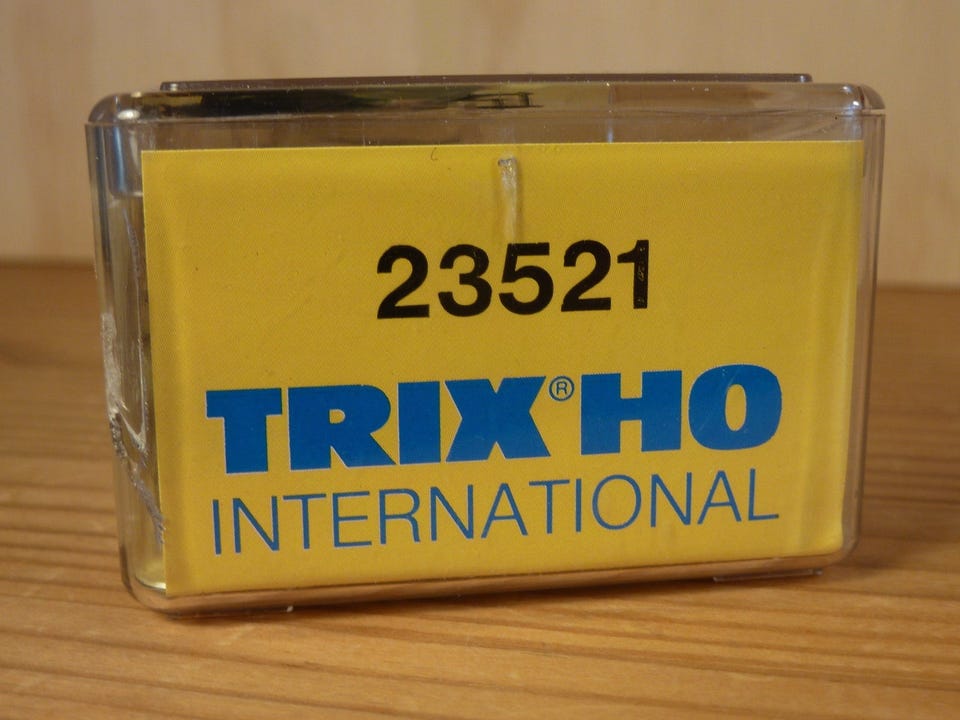 23521
TRIX® HO
INTERNATIONAL